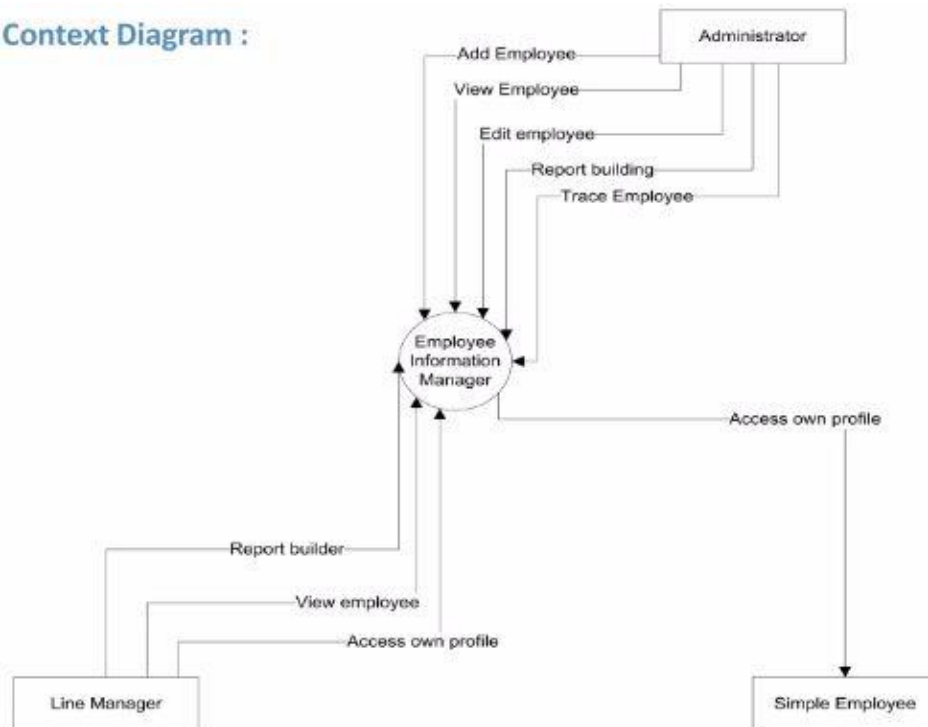 Context Diagram :
Administrator
Add Employee
View Employee
Edit employee
Report building
Trace Employee
Employee
Information
Manager
Access own profile
Report builder
View employee
Access own profile
Line Manager
Simple Employee